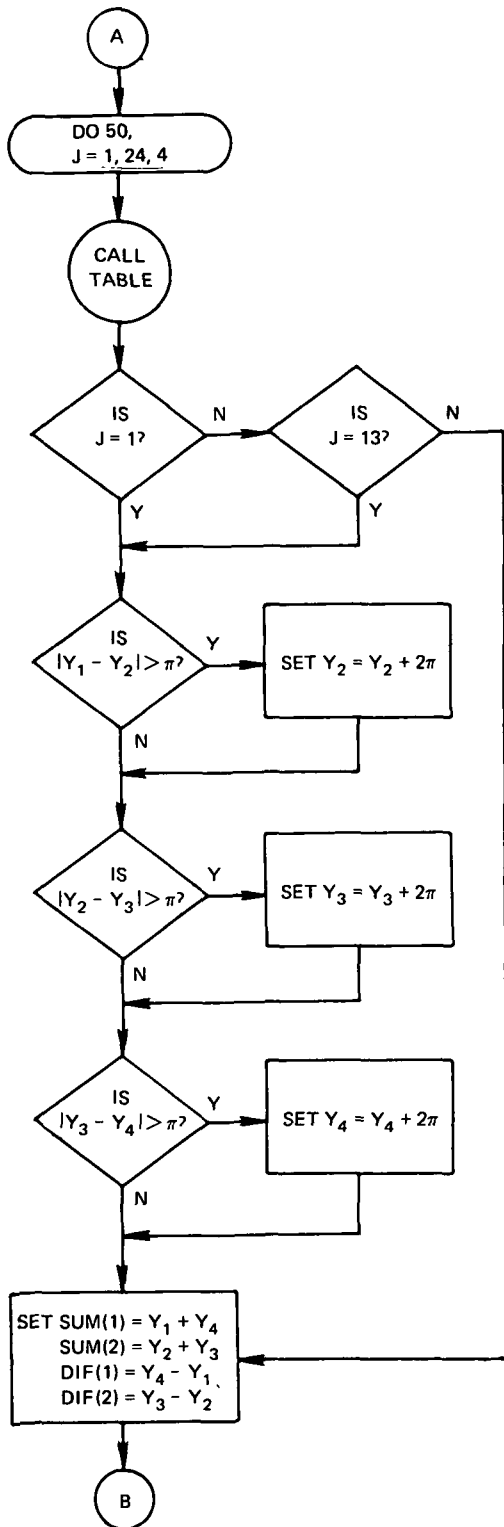 A
DO 50,
J = 1, 24, 4
CALL
TABLE
IS
J = 1?
N
IS
J = 13?
N
Y
Y
IS
|Y₁ − Y₂| > π?
Y
SET Y₂ = Y₂ + 2π
N
IS
|Y₂ − Y₃| > π?
Y
SET Y₃ = Y₃ + 2π
N
IS
|Y₃ − Y₄| > π?
Y
SET Y₄ = Y₄ + 2π
N
SET SUM(1) = Y₁ + Y₄
SUM(2) = Y₂ + Y₃
DIF(1) = Y₄ − Y₁
DIF(2) = Y₃ − Y₂
B